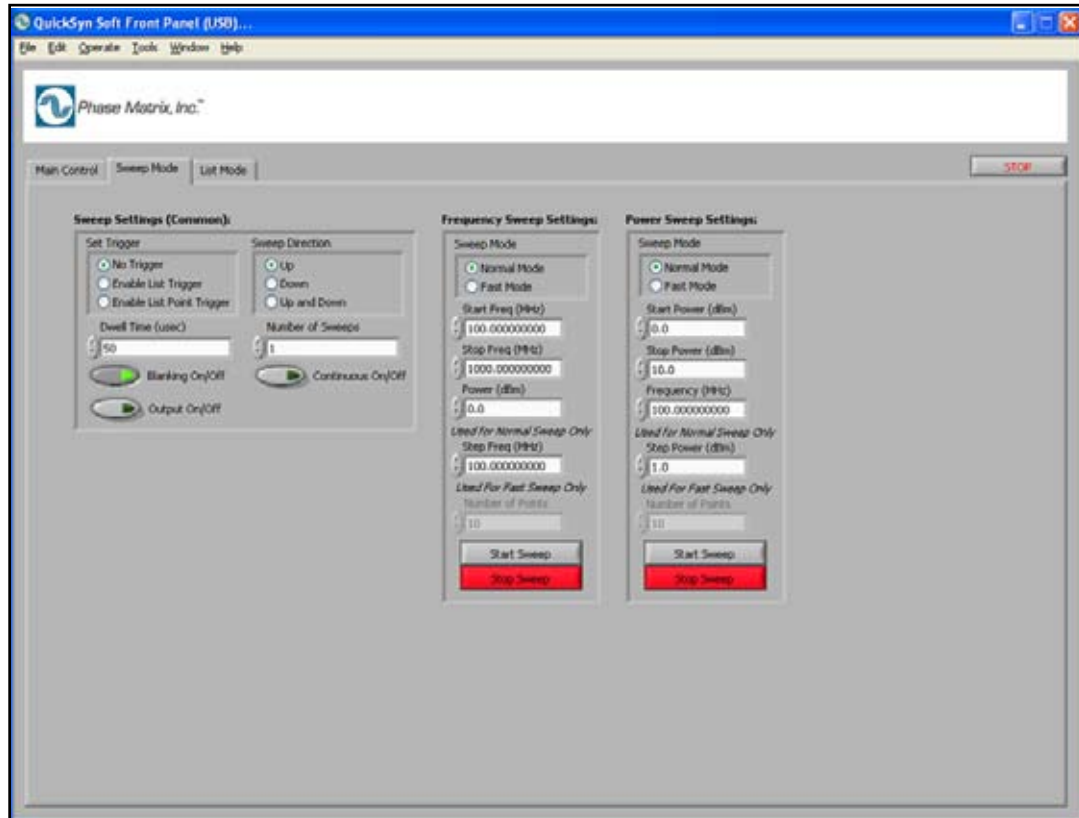 QuickSyn Soft Front Panel (USB)...
File Edit Operate Tools Window Help
Phase Matrix, Inc.™
Main Control Sweep Mode List Mode
STOP
Sweep Settings (Common):
Set Trigger
No Trigger
Enable List Trigger
Enable List Point Trigger
Dwell Time (usec)
50
Blanking On/Off
Output On/Off
Sweep Direction
Up
Down
Up and Down
Number of Sweeps
1
Continuous On/Off
Frequency Sweep Settings:
Sweep Mode
Normal Mode
Fast Mode
Start Freq (MHz)
100.000000000
Stop Freq (MHz)
1000.000000000
Power (dBm)
0.0
Used for Normal Sweep Only
Step Freq (MHz)
100.000000000
Used For Fast Sweep Only
Number of Points
10
Start Sweep
Stop Sweep
Power Sweep Settings:
Sweep Mode
Normal Mode
Fast Mode
Start Power (dBm)
0.0
Stop Power (dBm)
10.0
Frequency (MHz)
100.000000000
Used for Normal Sweep Only
Step Power (dBm)
1.0
Used For Fast Sweep Only
Number of Points
10
Start Sweep
Stop Sweep